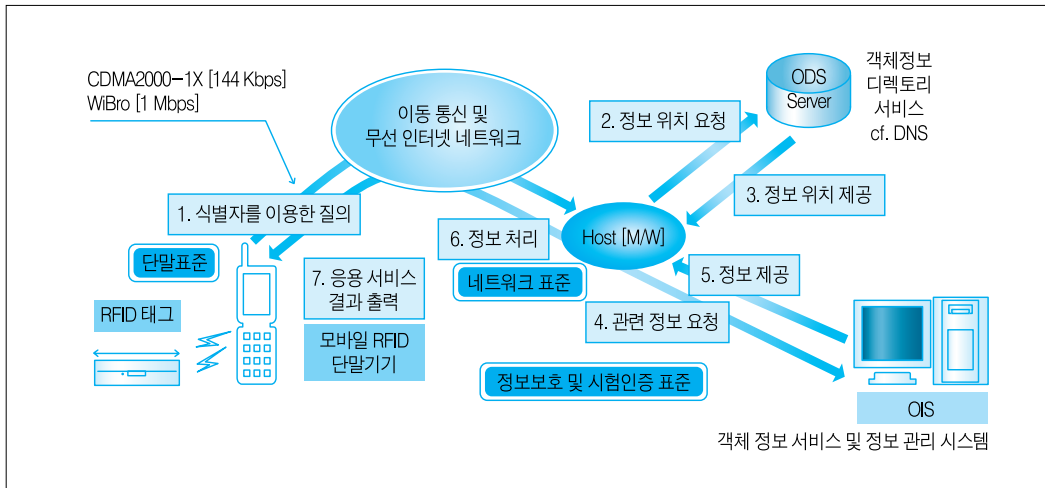 CDMA2000-1X [144 Kbps]
WiBro [1 Mbps]
이동 통신 및
무선 인터넷 네트워크
ODS
Server
객체정보
디렉토리
서비스
cf. DNS
2. 정보 위치 요청
3. 정보 위치 제공
1. 식별자를 이용한 질의
6. 정보 처리
Host [M/W]
단말표준
7. 응용 서비스
결과 출력
네트워크 표준
5. 정보 제공
RFID 태그
4. 관련 정보 요청
모바일 RFID
단말기기
정보보호 및 시험인증 표준
OIS
객체 정보 서비스 및 정보 관리 시스템